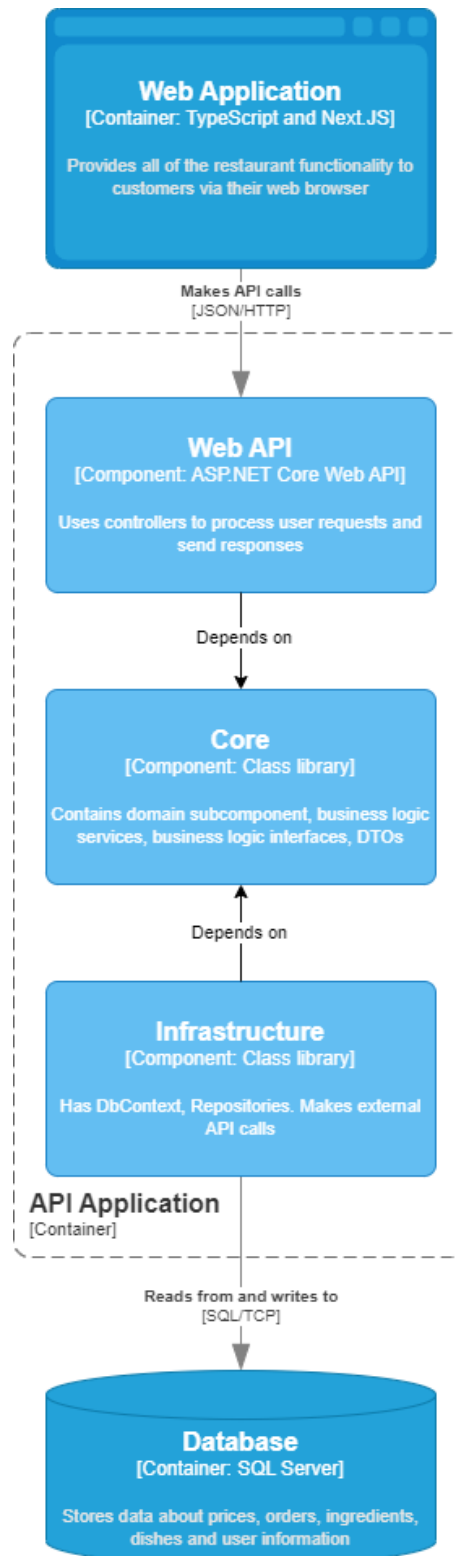 Web Application
[Container: TypeScript and Next.JS]
Provides all of the restaurant functionality to
customers via their web browser
Makes API calls
[JSON/HTTP]
Web API
[Component: ASP.NET Core Web API]
Uses controllers to process user requests and
send responses
Depends on
Core
[Component: Class library]
Contains domain subcomponent, business logic
services, business logic interfaces, DTOs
Depends on
Infrastructure
[Component: Class library]
Has DbContext, Repositories. Makes external
API calls
API Application
[Container]
Reads from and writes to
[SQL/TCP]
Database
[Container: SQL Server]
Stores data about prices, orders, ingredients,
dishes and user information